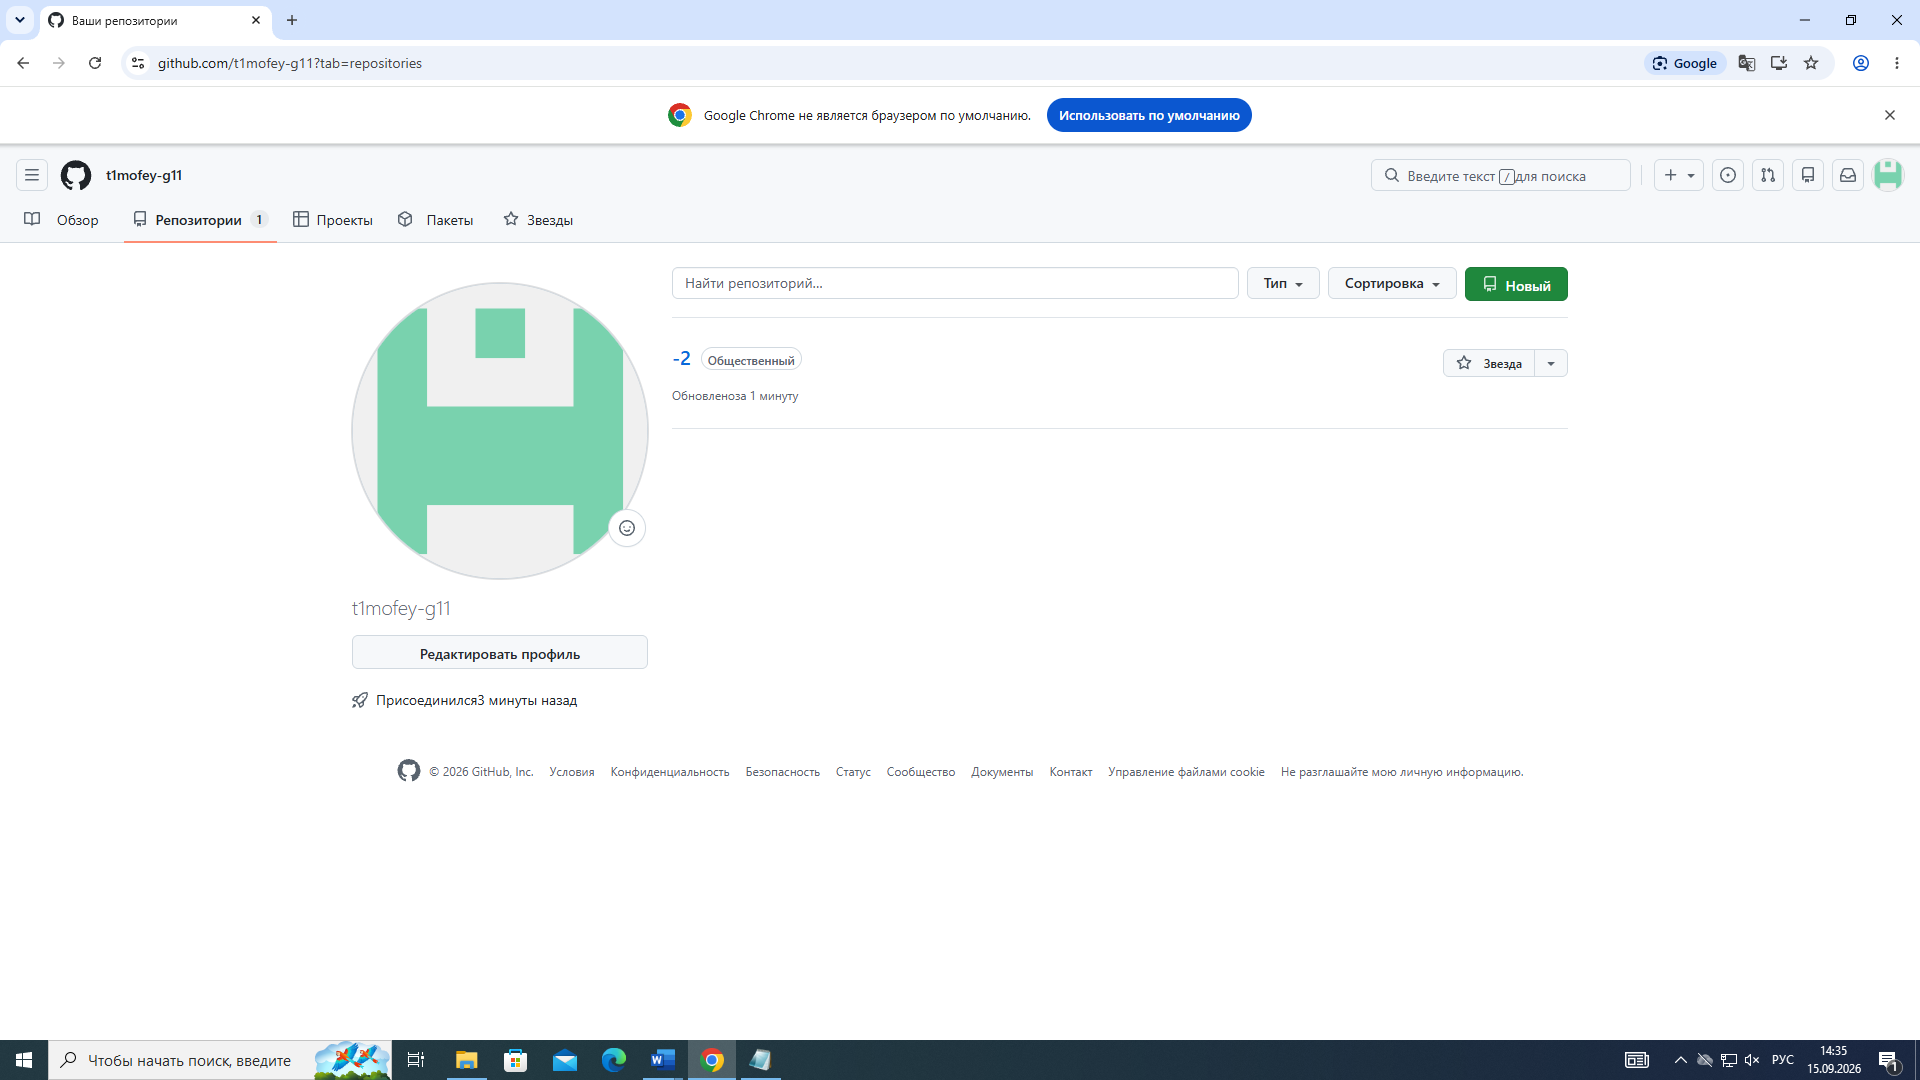 Ваши репозитории
github.com/t1mofey-g11?tab=repositories
Google
Google Chrome не является браузером по умолчанию.
Использовать по умолчанию
t1mofey-g11
Введите текст / для поиска
Обзор
Репозитории 1
Проекты
Пакеты
Звезды
Найти репозиторий...
Тип
Сортировка
Новый
-2
Общественный
Звезда
Обновленоза 1 минуту
t1mofey-g11
Редактировать профиль
Присоединился3 минуты назад
© 2026 GitHub, Inc.
Условия
Конфиденциальность
Безопасность
Статус
Сообщество
Документы
Контакт
Управление файлами cookie
Не разглашайте мою личную информацию.
Чтобы начать поиск, введите
W
РУС
14:35
15.09.2026
1